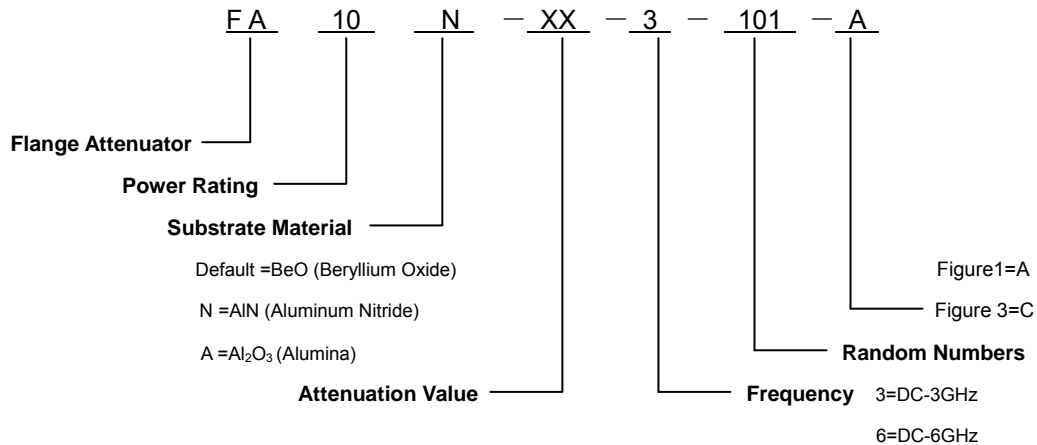 FA 10 N — XX — 3 — 101 — A
Flange Attenuator
Power Rating
Substrate Material
Default =BeO (Beryllium Oxide)
N =AlN (Aluminum Nitride)
A =Al₂O₃ (Alumina)
Attenuation Value
Figure1=A
Figure 3=C
Random Numbers
Frequency 3=DC-3GHz
6=DC-6GHz